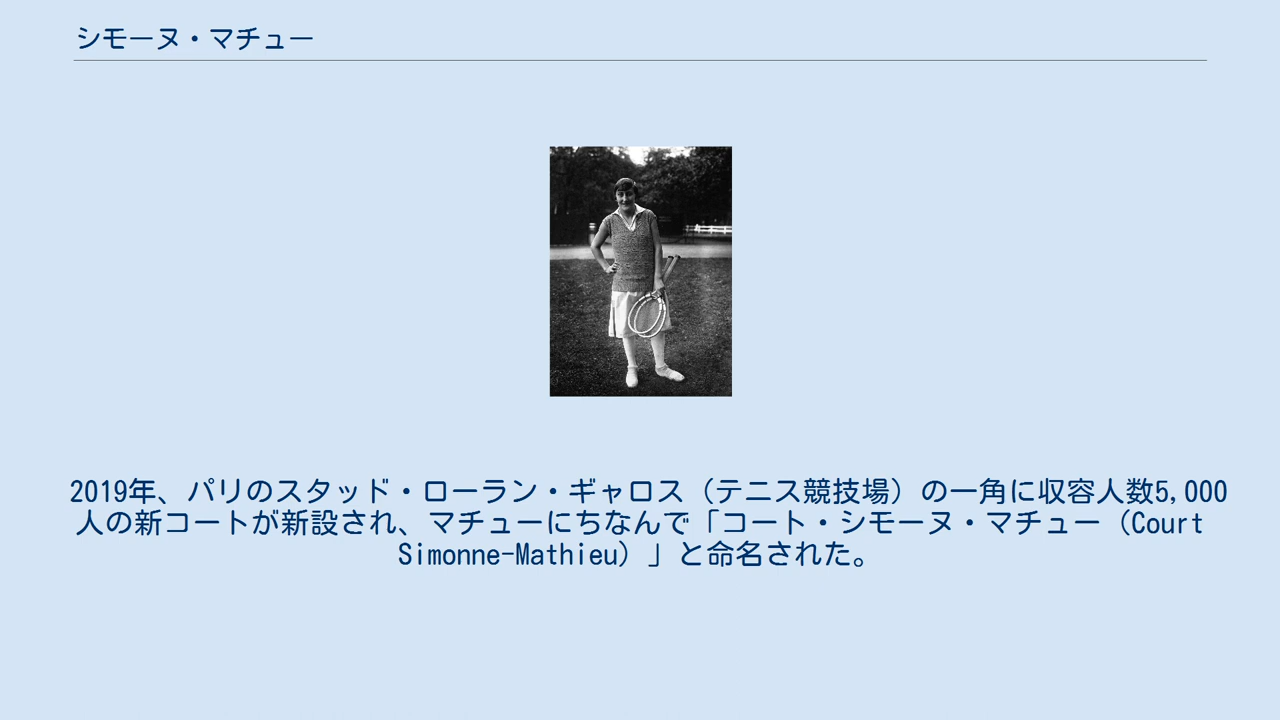 シモーヌ・マチュー
2019年、パリのスタッド・ローラン・ギャロス（テニス競技場）の一角に収容人数5,000
人の新コートが新設され、マチューにちなんで「コート・シモーヌ・マチュー（Court
Simonne-Mathieu）」と命名された。